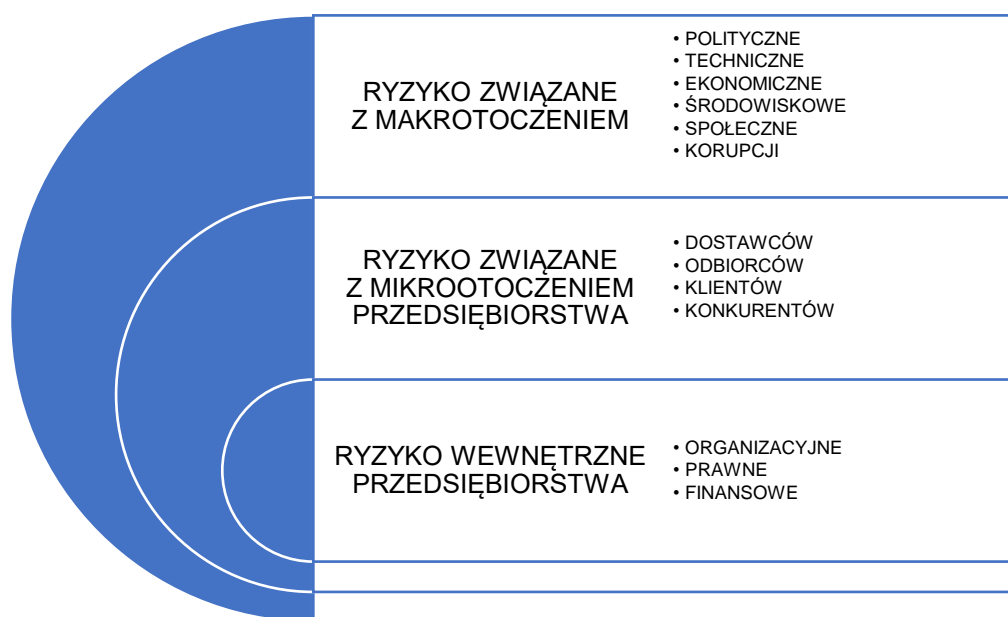 RYZYKO ZWIĄZANE
Z MAKROTOCZENIEM
• POLITYCZNE
• TECHNICZNE
• EKONOMICZNE
• ŚRODOWISKOWE
• SPOŁECZNE
• KORUPCJI
RYZYKO ZWIĄZANE
Z MIKROOTOCZENIEM
PRZEDSIĘBIORSTWA
• DOSTAWCÓW
• ODBIORCÓW
• KLIENTÓW
• KONKURENTÓW
RYZYKO WEWNĘTRZNE
PRZEDSIĘBIORSTWA
• ORGANIZACYJNE
• PRAWNE
• FINANSOWE